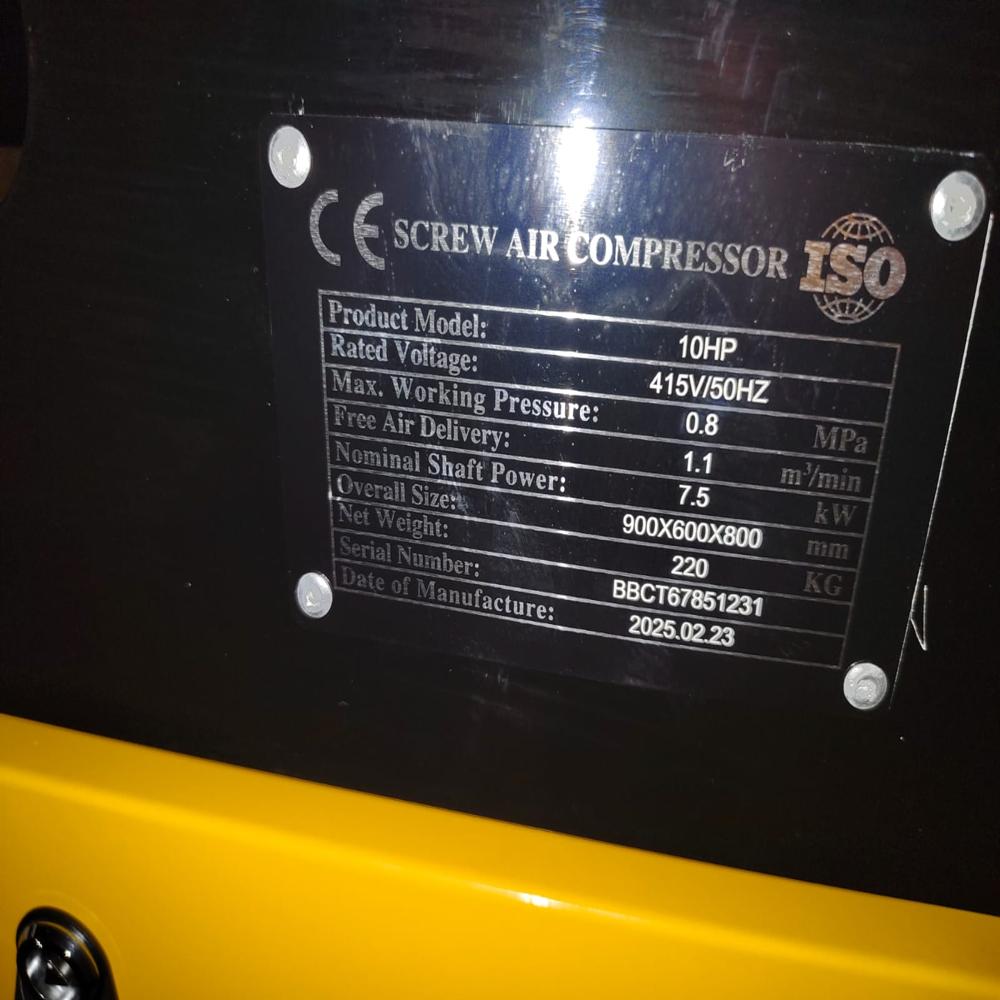 CE SCREW AIR COMPRESSOR ISO
Product Model: 10HP
Rated Voltage: 415V/50HZ
Max. Working Pressure: 0.8 MPa
Free Air Delivery: 1.1 m³/min
Nominal Shaft Power: 7.5 kW
Overall Size: 900X600X800 mm
Net Weight: 220 KG
Serial Number: BBCT67851231
Date of Manufacture: 2025.02.23